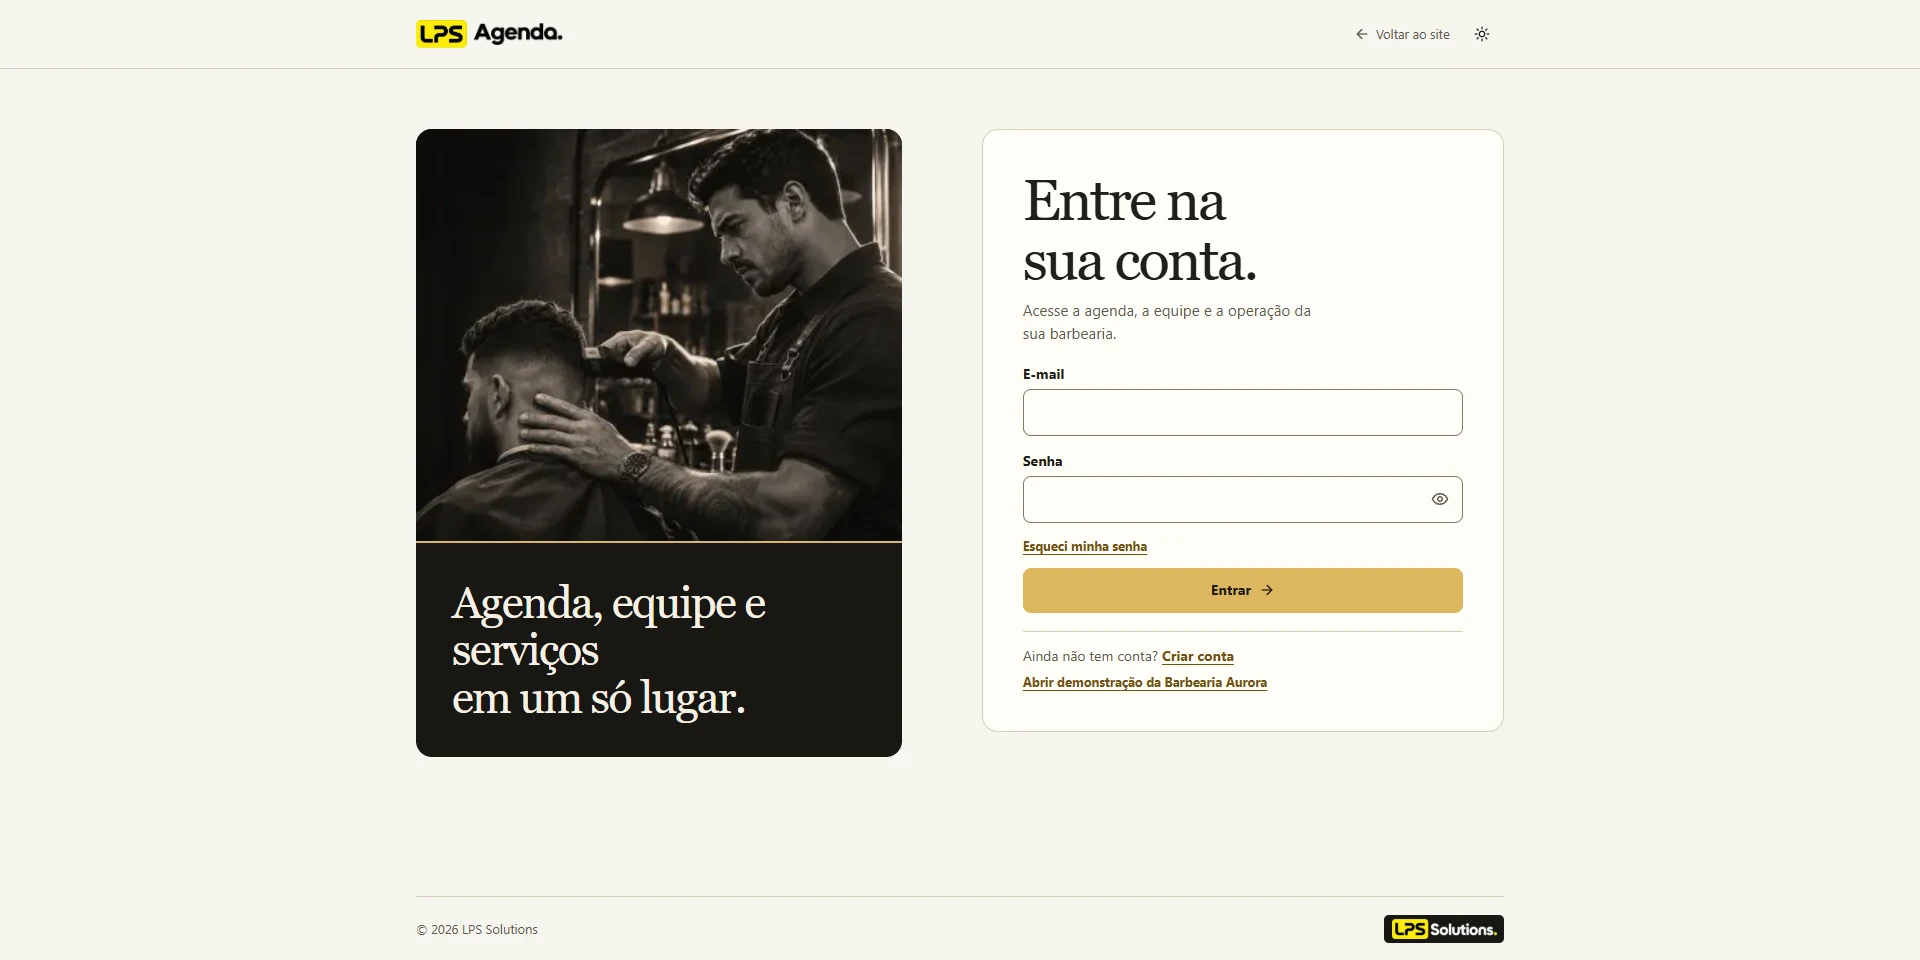 LPS Agenda.
Voltar ao site
Agenda, equipe e
serviços
em um só lugar.
Entre na
sua conta.
Acesse a agenda, a equipe e a operação da
sua barbearia.
E-mail
Senha
Esqueci minha senha
Entrar
Ainda não tem conta? Criar conta
Abrir demonstração da Barbearia Aurora
© 2026 LPS Solutions
LPS Solutions.